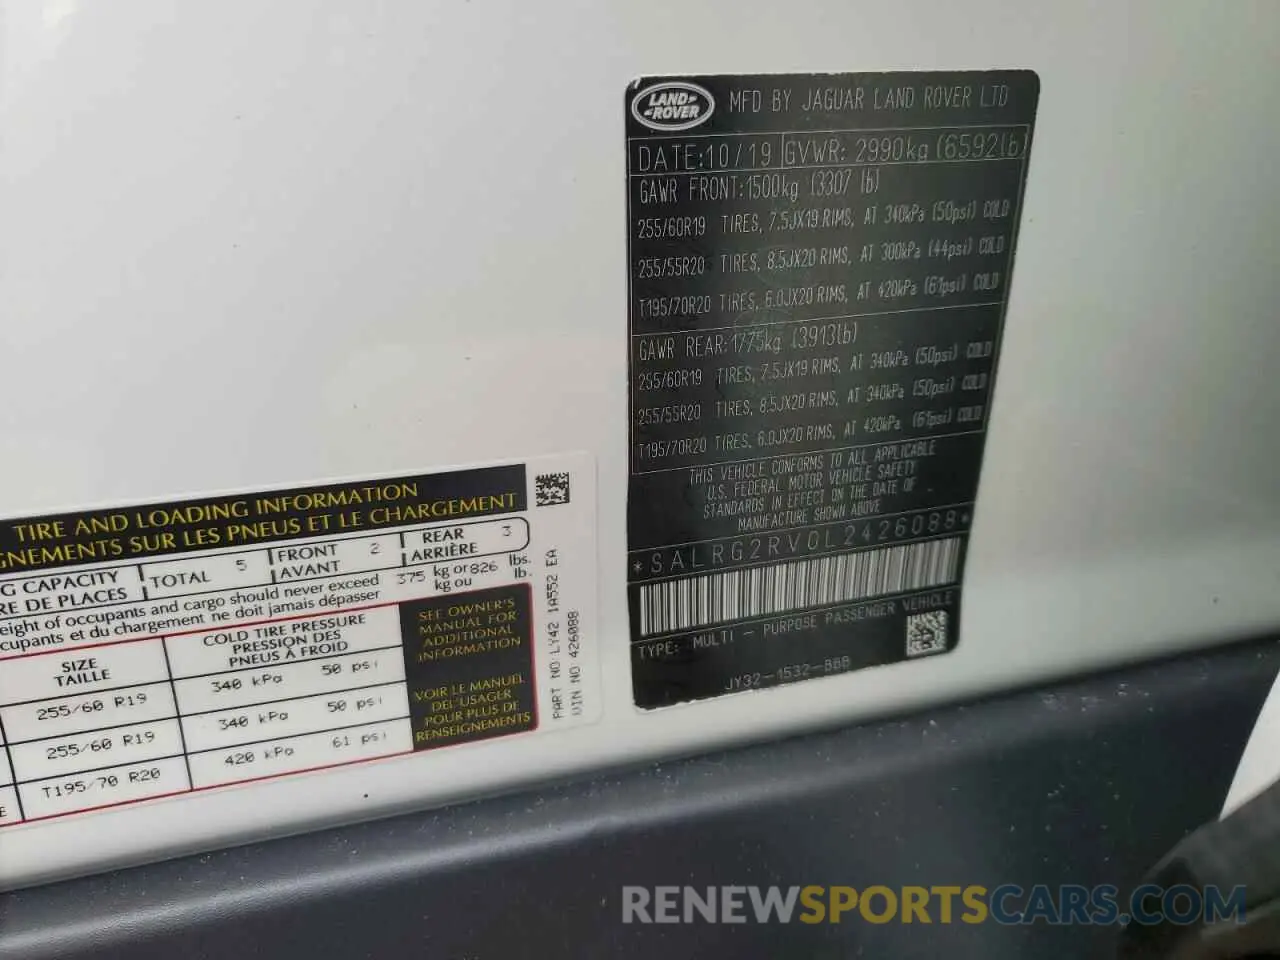 LAND-
-ROVER
MFD BY JAGUAR LAND ROVER LTD
DATE:10/19 GVWR: 2990kg (6592lb)
GAWR FRONT:1500kg (3307 lb)
255/60R19 TIRES, 7.5JX19 RIMS, AT 340kPa (50psi) COLD
255/55R20 TIRES, 8.5JX20 RIMS, AT 300kPa (44psi) COLD
T195/70R20 TIRES, 6.0JX20 RIMS, AT 420kPa (61psi) COLD
GAWR REAR:1775kg (3913lb)
255/60R19 TIRES, 7.5JX19 RIMS, AT 340kPa (50psi) COLD
255/55R20 TIRES, 8.5JX20 RIMS, AT 340kPa (50psi) COLD
T195/70R20 TIRES, 6.0JX20 RIMS, AT 420kPa (61psi) COLD
THIS VEHICLE CONFORMS TO ALL APPLICABLE
U.S. FEDERAL MOTOR VEHICLE SAFETY
STANDARDS IN EFFECT ON THE DATE OF
MANUFACTURE SHOWN ABOVE
*SALRG2RV0L2426088*
TYPE: MULTI - PURPOSE PASSENGER VEHICLE
JY32-1532-BBB
TIRE AND LOADING INFORMATION
GNEMENTS SUR LES PNEUS ET LE CHARGEMENT
G CAPACITY TOTAL 5 FRONT 2 REAR 3
RE DE PLACES AVANT ARRIÈRE
eight of occupants and cargo should never exceed 375 kg or 826 lbs.
cupants et du chargement ne doit jamais dépasser kg ou lb.
SIZE
TAILLE
COLD TIRE PRESSURE
PRESSION DES
PNEUS À FROID
255/60 R19 340 kPa 50 psi
255/60 R19 340 kPa 50 psi
E T195/70 R20 420 kPa 61 psi
SEE OWNER'S
MANUAL FOR
ADDITIONAL
INFORMATION
VOIR LE MANUEL
DEL'USAGER
POUR PLUS DE
RENSEIGNEMENTS
PART NO LY42 1A552 EA
VIN NO 426088
RENEWSPORTSCARS.COM